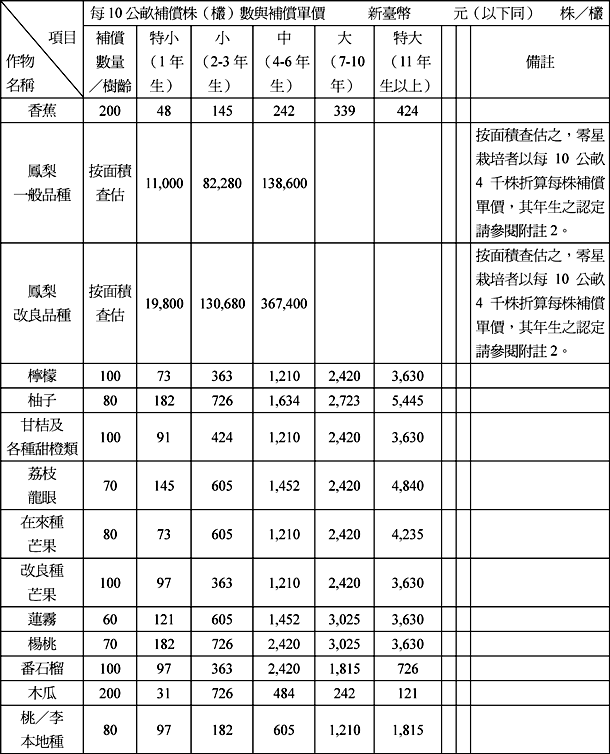 項目
作物
名稱
每10公畝補償株（欉）數與補償單價 新臺幣 元（以下同） 株／欉
補償
數量
／樹齡
特小
（1年
生）
小
（2-3年
生）
中
（4-6年
生）
大
（7-10
年）
特大
（11年
生以上）
備註
香蕉 200 48 145 242 339 424
鳳梨
一般品種
按面積
查估
11,000 82,280 138,600
按面積查估之，零星
栽培者以每10公畝
4千株折算每株補償
單價，其年生之認定
請參閱附註2。
鳳梨
改良品種
按面積
查估
19,800 130,680 367,400
按面積查估之，零星
栽培者以每10公畝
4千株折算每株補償
單價，其年生之認定
請參閱附註2。
檸檬 100 73 363 1,210 2,420 3,630
柚子 80 182 726 1,634 2,723 5,445
甘桔及
各種甜橙類
100 91 424 1,210 2,420 3,630
荔枝
龍眼
70 145 605 1,452 2,420 4,840
在來種
芒果
80 73 605 1,210 2,420 4,235
改良種
芒果
100 97 363 1,210 2,420 3,630
蓮霧 60 121 605 1,452 3,025 3,630
楊桃 70 182 726 2,420 3,025 3,630
番石榴 100 97 363 2,420 1,815 726
木瓜 200 31 726 484 242 121
桃／李
本地種
80 97 182 605 1,210 1,815